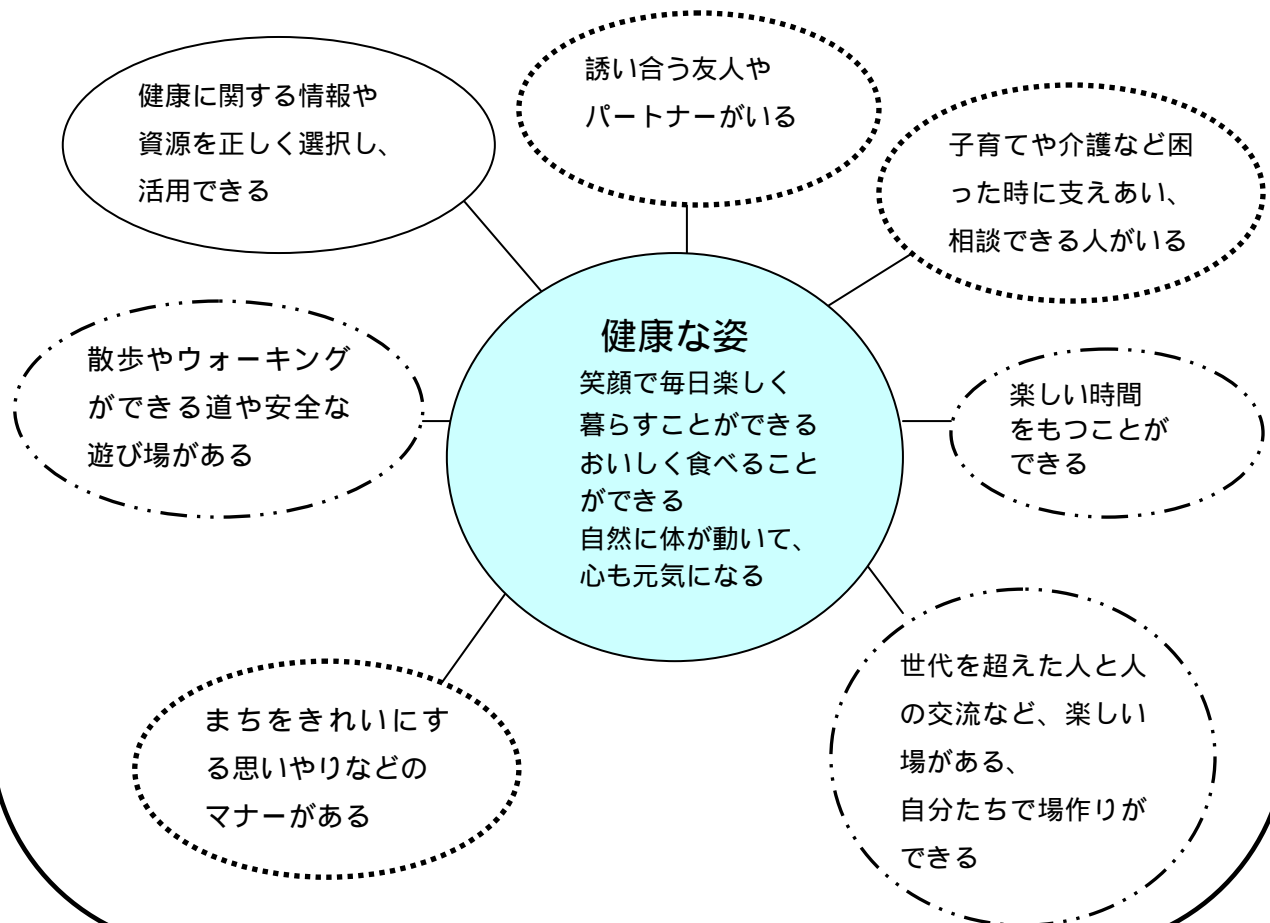 健康に関する情報や
資源を正しく選択し、
活用できる
誘い合う友人や
パートナーがいる
子育てや介護など困
った時に支えあい、
相談できる人がいる
散歩やウォーキング
ができる道や安全な
遊び場がある
健康な姿
笑顔で毎日楽しく
暮らすことができる
おいしく食べること
ができる
自然に体が動いて、
心も元気になる
楽しい時間
をもつことが
できる
まちをきれいにす
る思いやりなどの
マナーがある
世代を超えた人と人
の交流など、楽しい
場がある、
自分たちで場作りが
できる